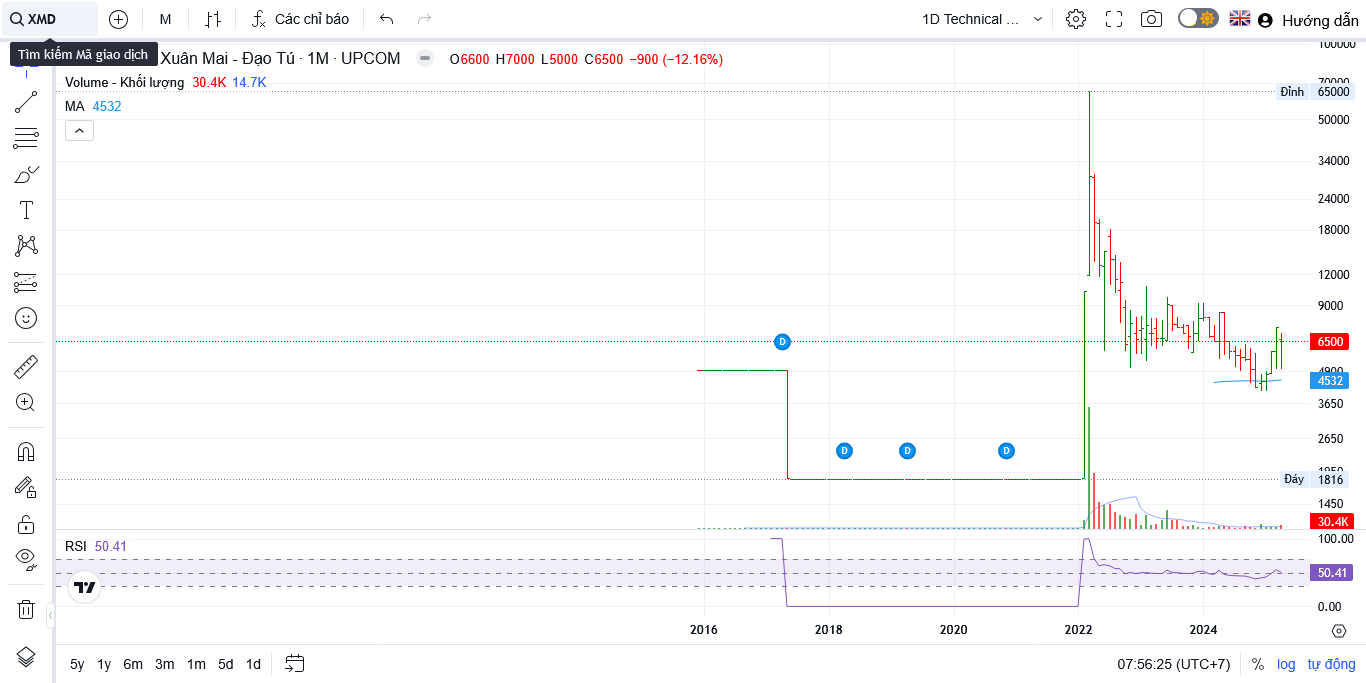 XMD
M
Các chỉ báo
1D Technical ...
Hướng dẫn
Tìm kiếm Mã giao dịch
Xuân Mai - Đạo Tú · 1M · UPCOM
O6600 H7000 L5000 C6500 −900 (−12.16%)
Volume - Khối lượng 30.4K 14.7K
MA 4532
100000
70000
Đỉnh 65000
50000
34000
24000
18000
12000
9000
6500
4900
4532
3650
2650
1950
Đáy 1816
1450
30.4K
D
D
D
D
RSI 50.41
100.00
50.41
0.00
2016 2018 2020 2022 2024
5y 1y 6m 3m 1m 5d 1d
07:56:25 (UTC+7) % log tự động